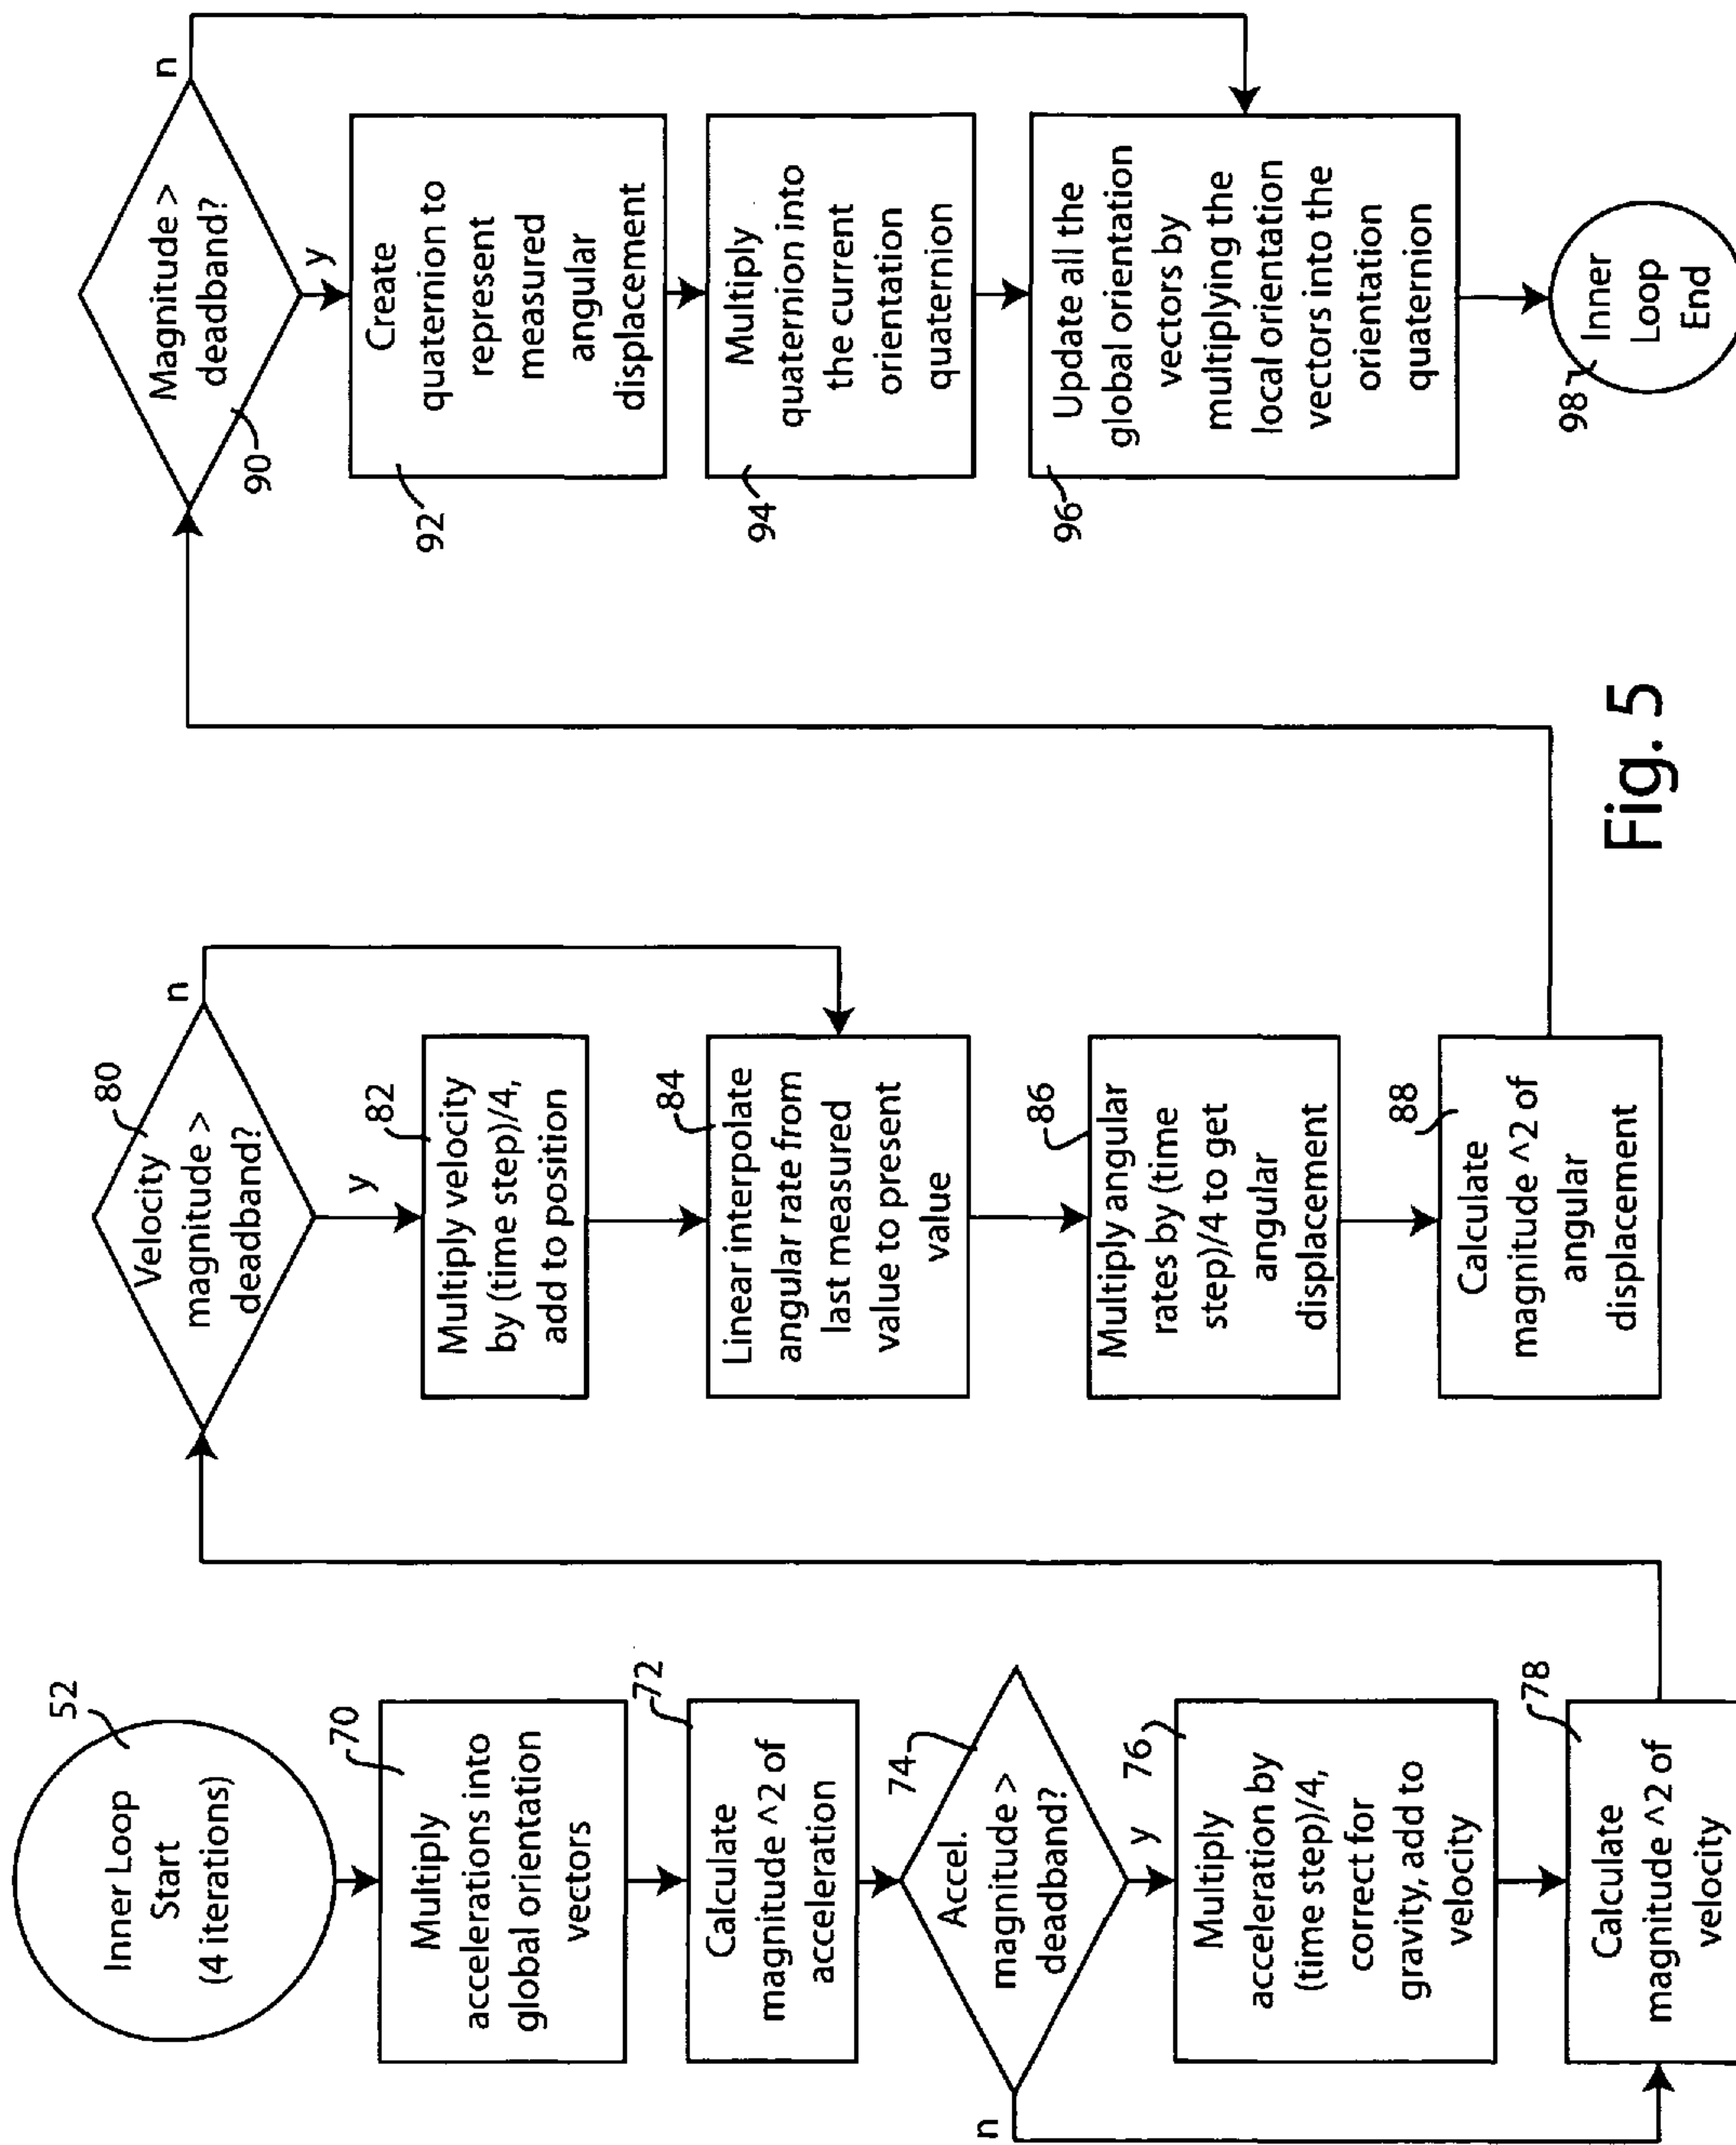 52
Inner Loop
Start
(4 iterations)
70
Multiply
accelerations into
global orientation
vectors
72
Calculate
magnitude ^2 of
acceleration
74
Accel.
magnitude >
deadband?
n
y
76
Multiply
acceleration by
(time step)/4,
correct for
gravity, add to
velocity
78
Calculate
magnitude ^2 of
velocity
80
Velocity
magnitude >
deadband?
n
y
82
Multiply velocity
by (time step)/4,
add to position
84
Linear interpolate
angular rate from
last measured
value to present
value
86
Multiply angular
rates by (time
step)/4 to get
angular
displacement
88
Calculate
magnitude ^2 of
angular
displacement
Magnitude >
deadband?
n
90
y
92
Create
quaternion to
represent
measured
angular
displacement
94
Multiply
quaternion into
the current
orientation
quaternion
96
Update all the
global orientation
vectors by
multiplying the
local orientation
vectors into the
orientation
quaternion
98
Inner
Loop
End
Fig. 5